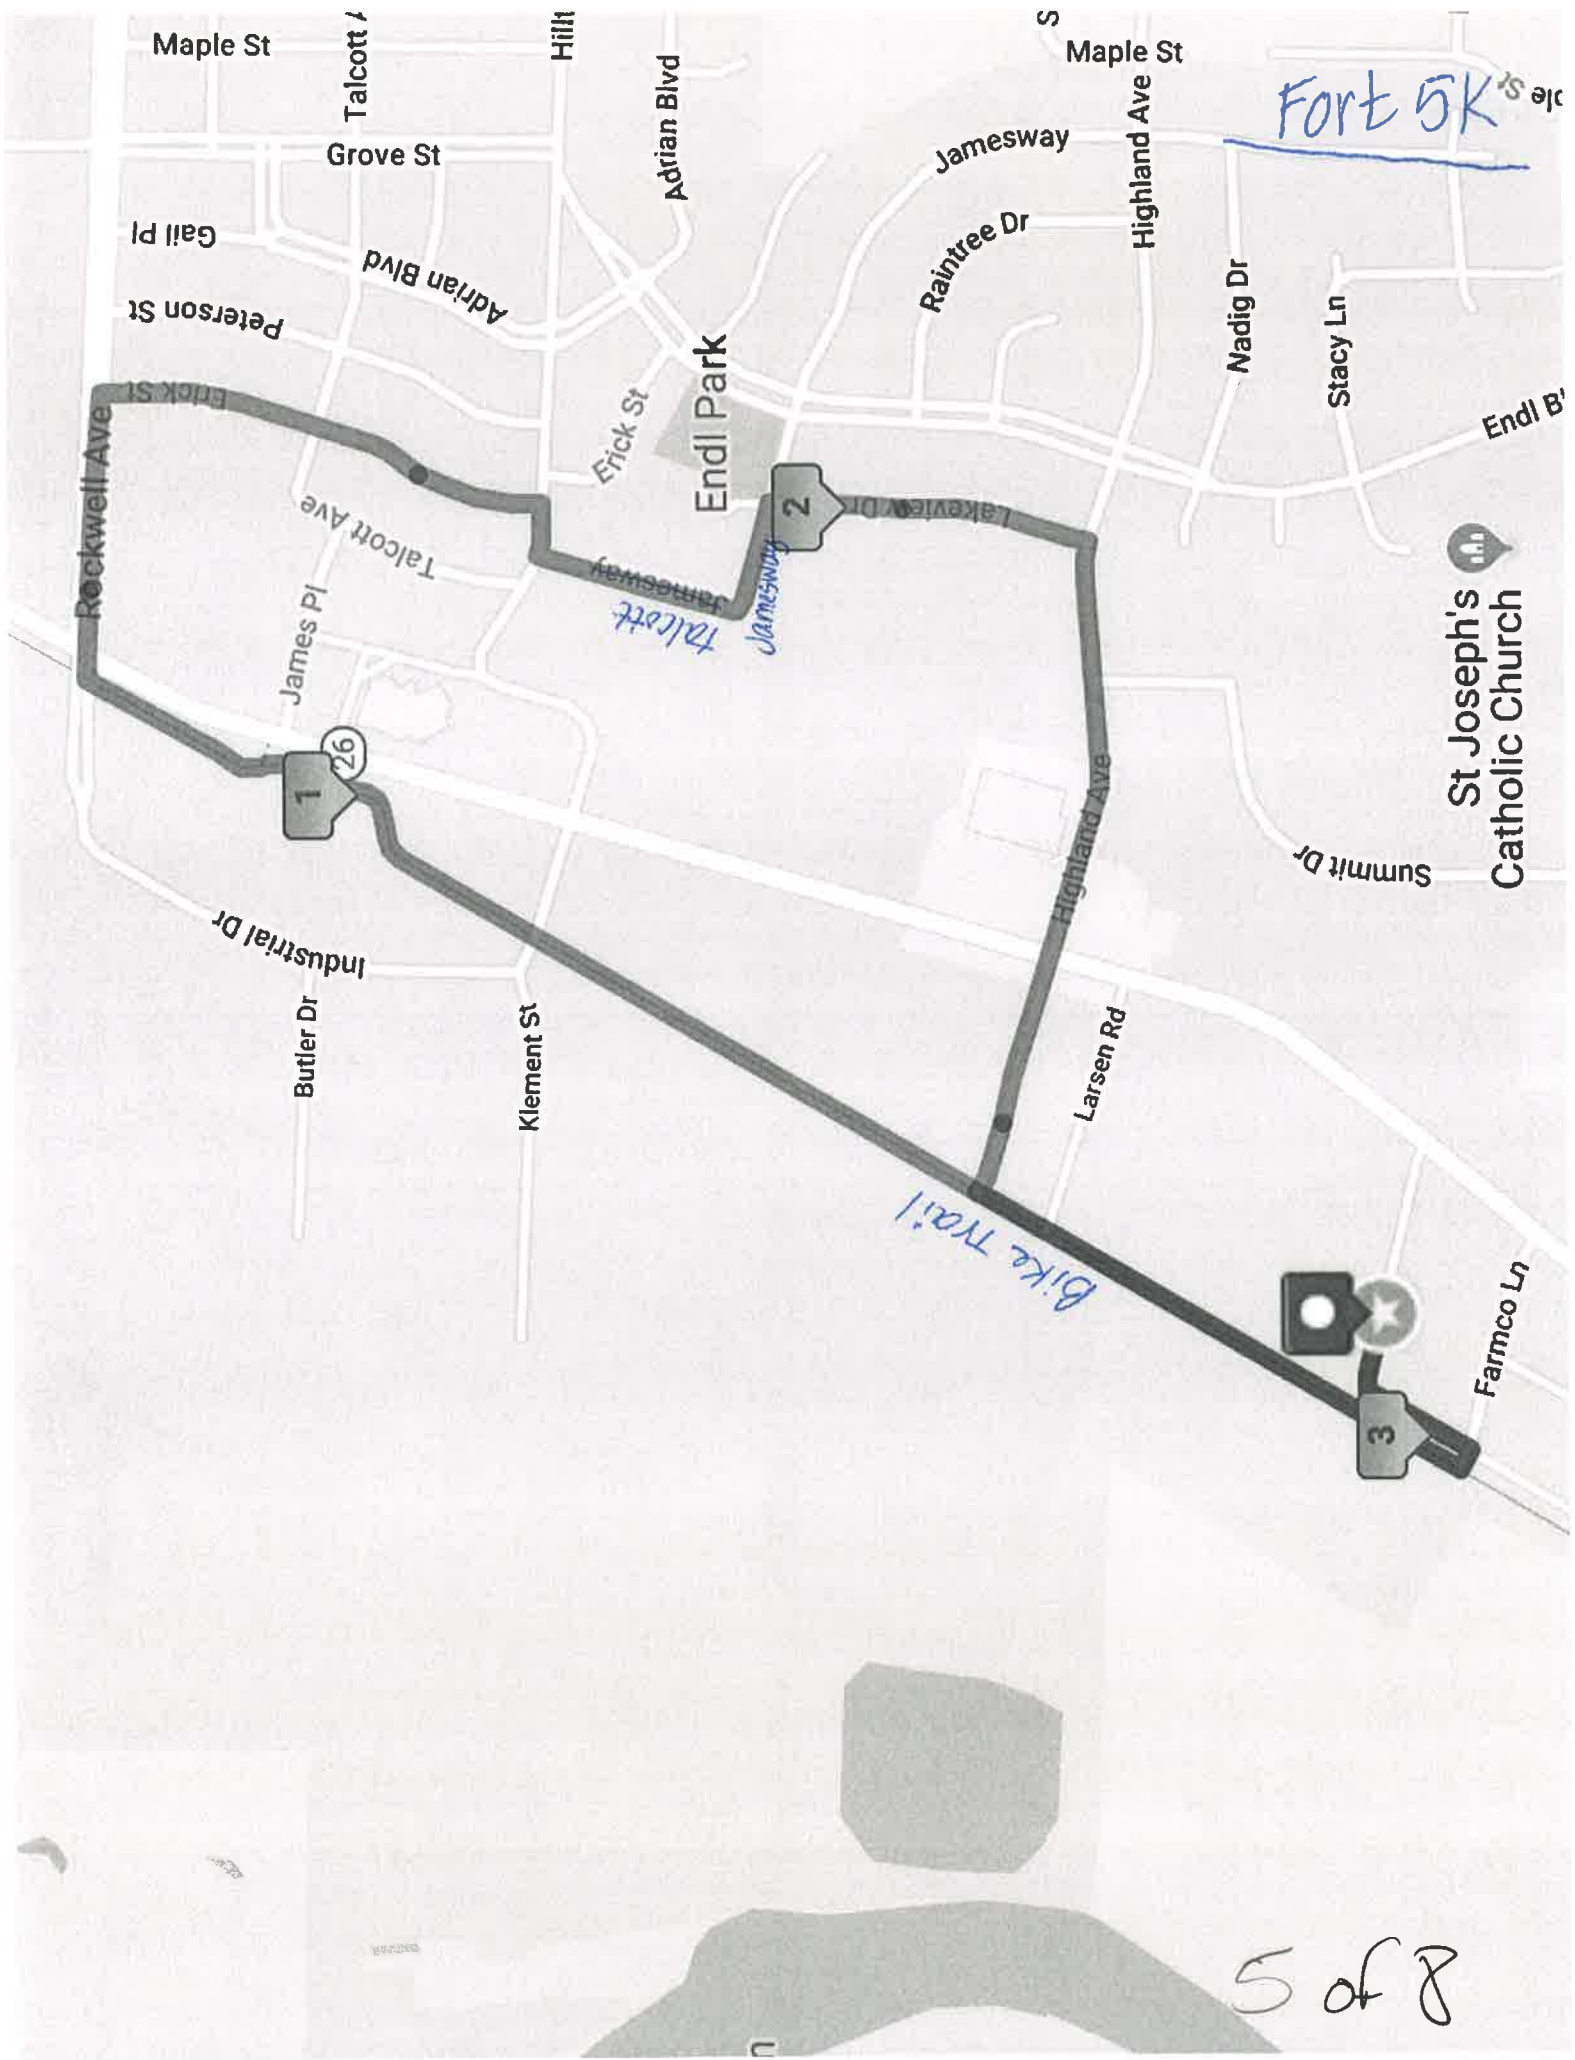 Maple St
Talcott A
Hillt
Adrian Blvd
S
Maple St
Fort 5K
ple St
Grove St
Jamesway
Highland Ave
Gail Pl
Adrian Blvd
Raintree Dr
Peterson St
Nadig Dr
Stacy Ln
Erick St
Erick St
Endl Park
Endl B
Rockwell Ave
Talcott Ave
2
Lakeview Dr
James Pl
Jamesway
Talcott
Jamesway
St Joseph's
Catholic Church
1
26
Highland Ave
Summit Dr
Industrial Dr
Butler Dr
Klement St
Larsen Rd
Bike Trail
Farmco Ln
3
n
5 of 8